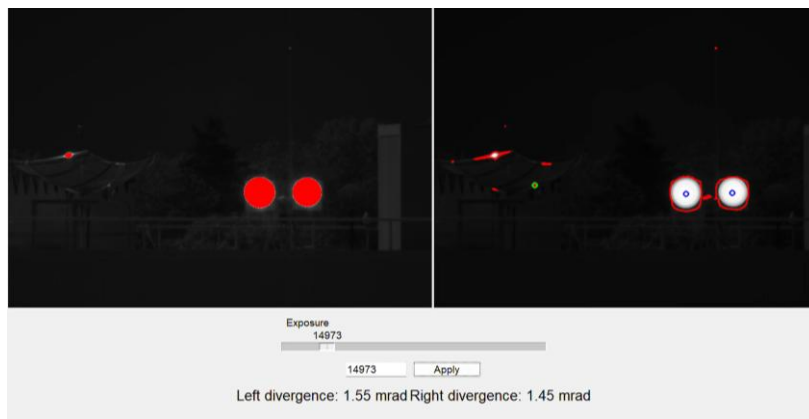 Exposure
14973
14973 Apply
Left divergence: 1.55 mrad Right divergence: 1.45 mrad